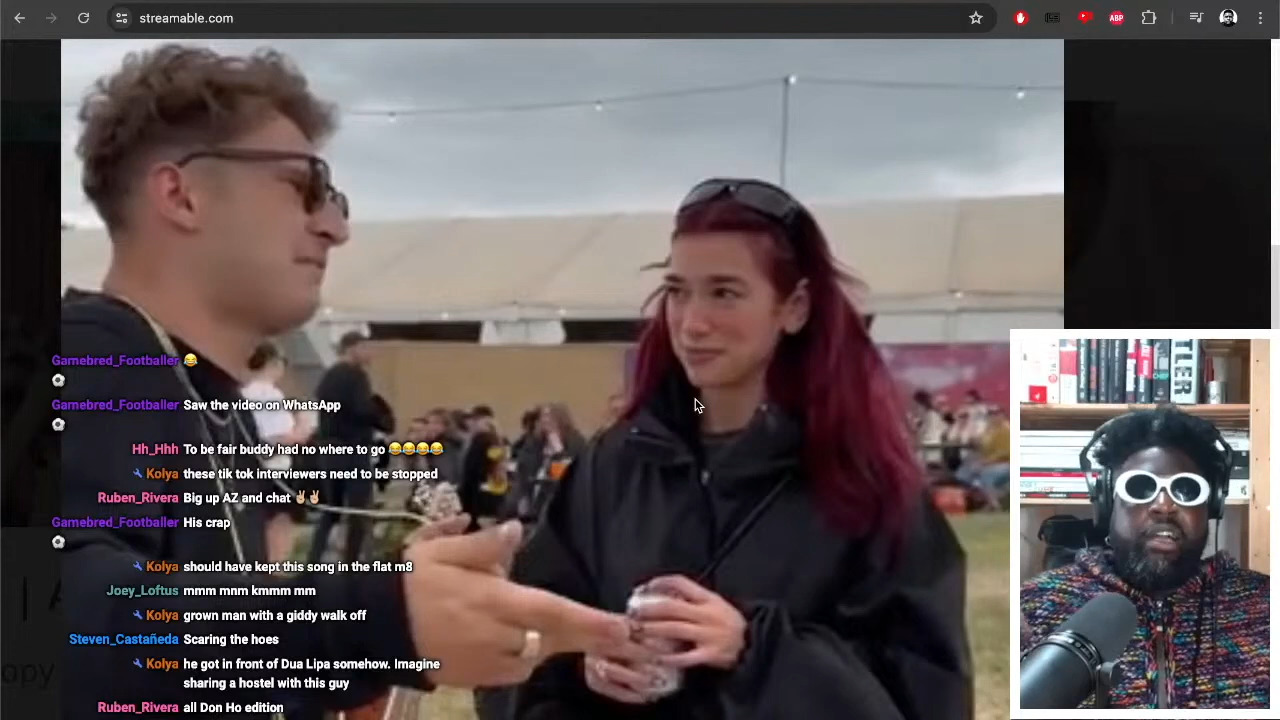 streamable.com
ABP
Gamebred_Footballer 😂
Gamebred_Footballer Saw the video on WhatsApp
Hh_Hhh To be fair buddy had no where to go 😂😂😂😂
Kolya these tik tok interviewers need to be stopped
Ruben_Rivera Big up AZ and chat ✌️✌️
Gamebred_Footballer His crap
Kolya should have kept this song in the flat m8
Joey_Loftus mmm mnm kmmm mm
Kolya grown man with a giddy walk off
Steven_Castañeda Scaring the hoes
Kolya he got in front of Dua Lipa somehow. Imagine
sharing a hostel with this guy
Ruben_Rivera all Don Ho edition
opy